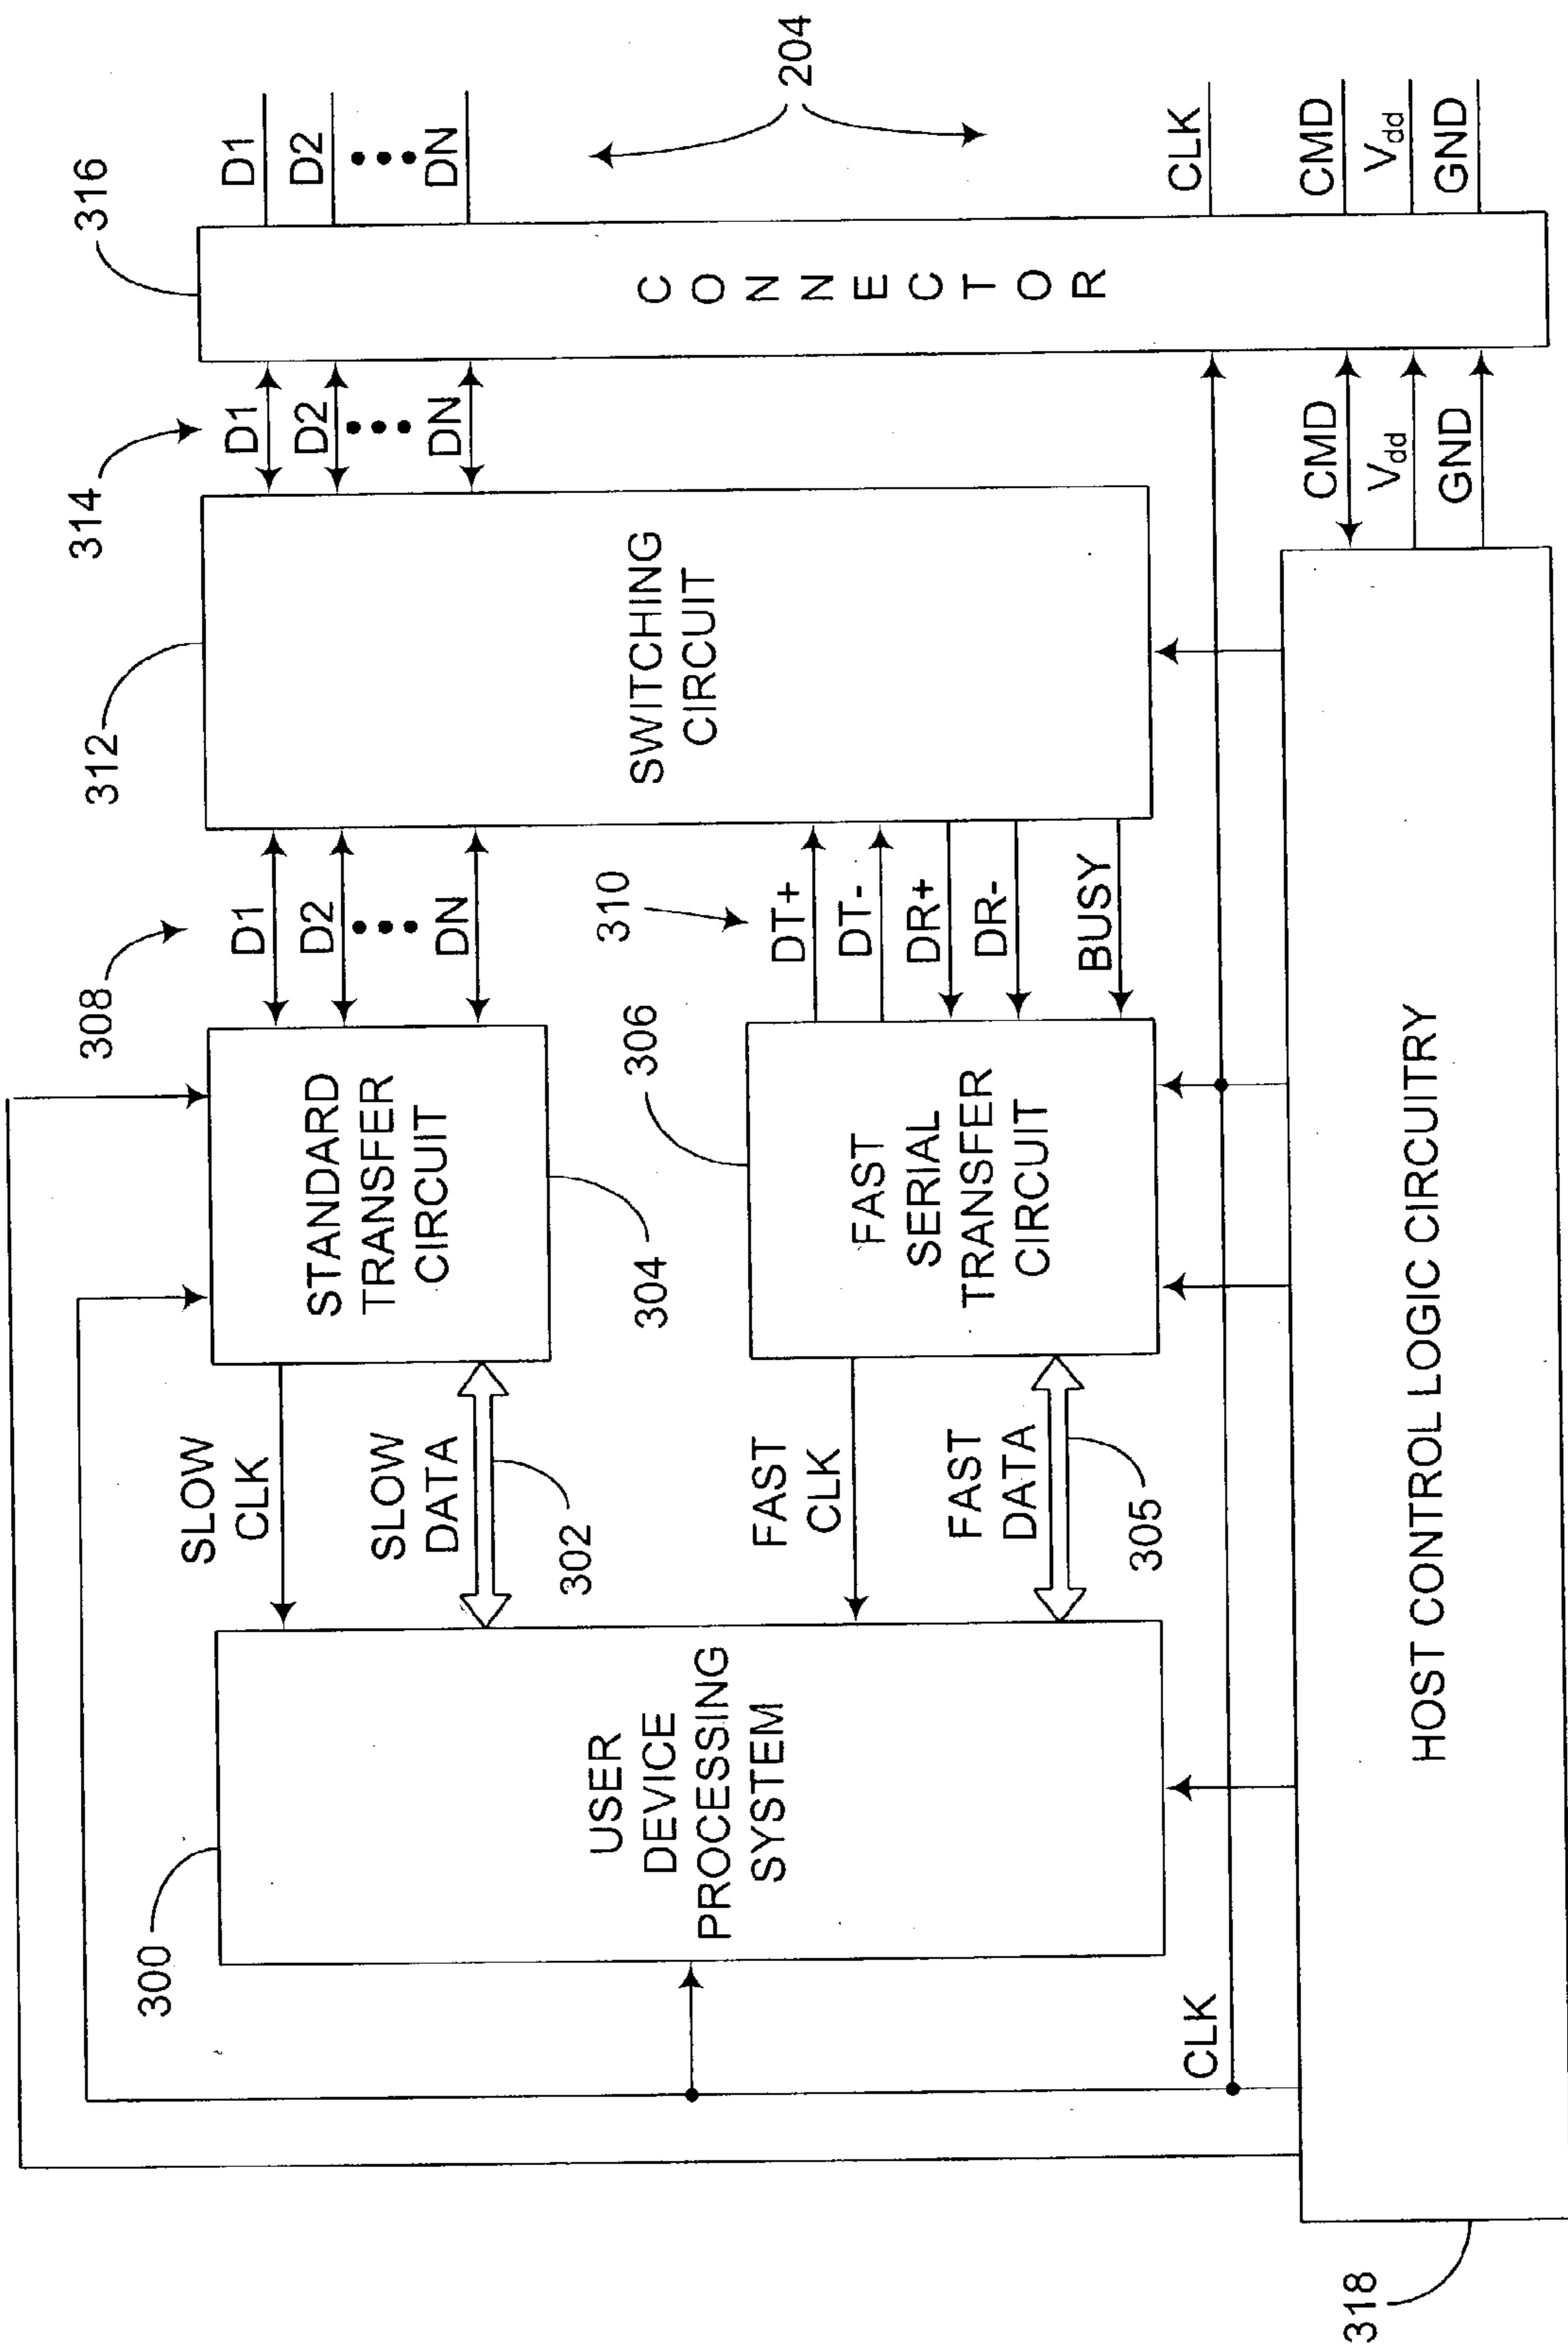 300
USER
DEVICE
PROCESSING
SYSTEM
SLOW
CLK
SLOW
DATA
302
FAST
CLK
FAST
DATA
305
STANDARD
TRANSFER
CIRCUIT
304
FAST
SERIAL
TRANSFER
CIRCUIT
306
308
D1
D2
DN
310
DT+
DT-
DR+
DR-
BUSY
312
SWITCHING
CIRCUIT
314
D1
D2
DN
316
CONNECTOR
D1
D2
DN
204
CLK
CMD
Vdd
GND
CMD
Vdd
GND
CLK
HOST CONTROL LOGIC CIRCUITRY
318